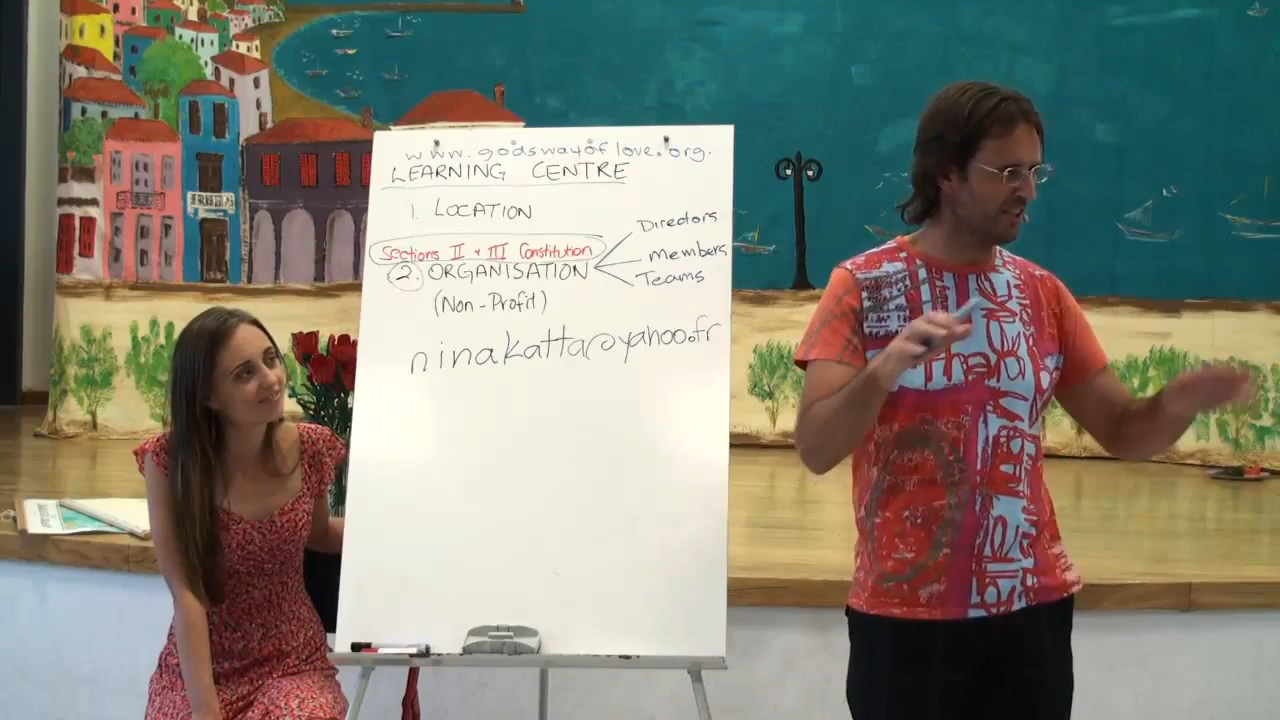 www.godswayoflove.org.
LEARNING CENTRE
1. LOCATION
Sections II + III Constitution
2. ORGANISATION
Directors
Members
Teams
(Non-Profit)
ninakatta@yahoo.fr